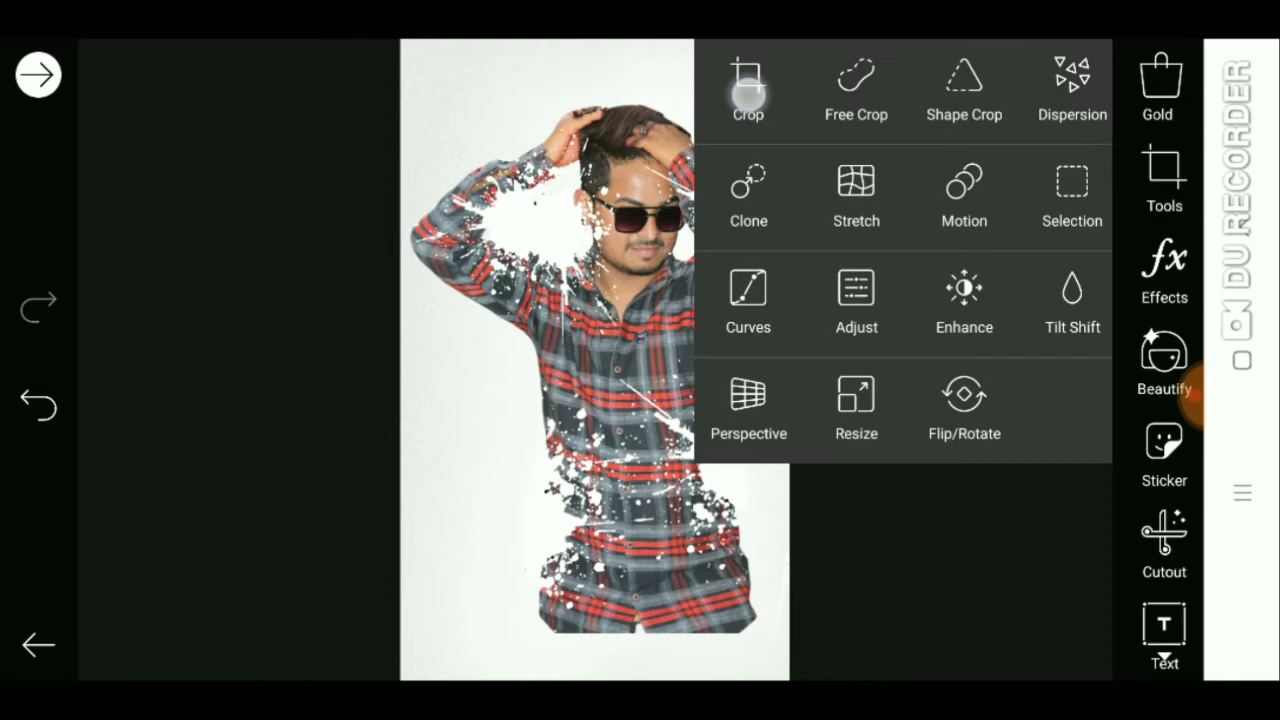 Crop
Free Crop
Shape Crop
Dispersion
Clone
Stretch
Motion
Selection
Curves
Adjust
Enhance
Tilt Shift
Perspective
Resize
Flip/Rotate
Gold
Tools
fx
Effects
Beautify
Sticker
Cutout
T
Text
DU RECORDER